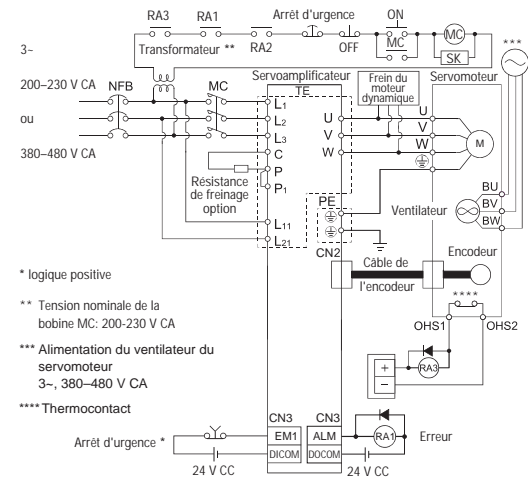 RA3 RA1 Arrêt d'urgence ON
RA2 OFF MC MC SK ***
3~
Transformateur **
200–230 V CA NFB MC
ou
380–480 V CA
Servoamplificateur
TE
Frein du
moteur
dynamique
Servomoteur
L1
L2
L3
C
P
P1
L11
L21
U
V
W
U
V
W
M
Résistance
de freinage
option
PE
Ventilateur
BU
BV
BW
CN2
Câble de
l'encodeur
Encodeur
****
OHS1 OHS2
+
−
RA3
* logique positive
** Tension nominale de la
bobine MC: 200-230 V CA
*** Alimentation du ventilateur du
servomoteur
3~, 380–480 V CA
**** Thermocontact
CN3 CN3
Arrêt d'urgence * EM1 ALM RA1 Erreur
DICOM DOCOM
24 V CC 24 V CC